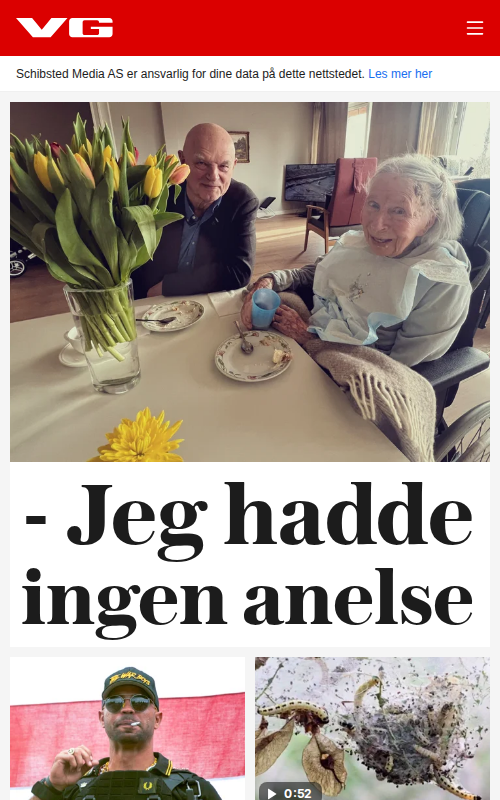 VG
Schibsted Media AS er ansvarlig for dine data på dette nettstedet. Les mer her
- Jeg hadde
ingen anelse
0:52